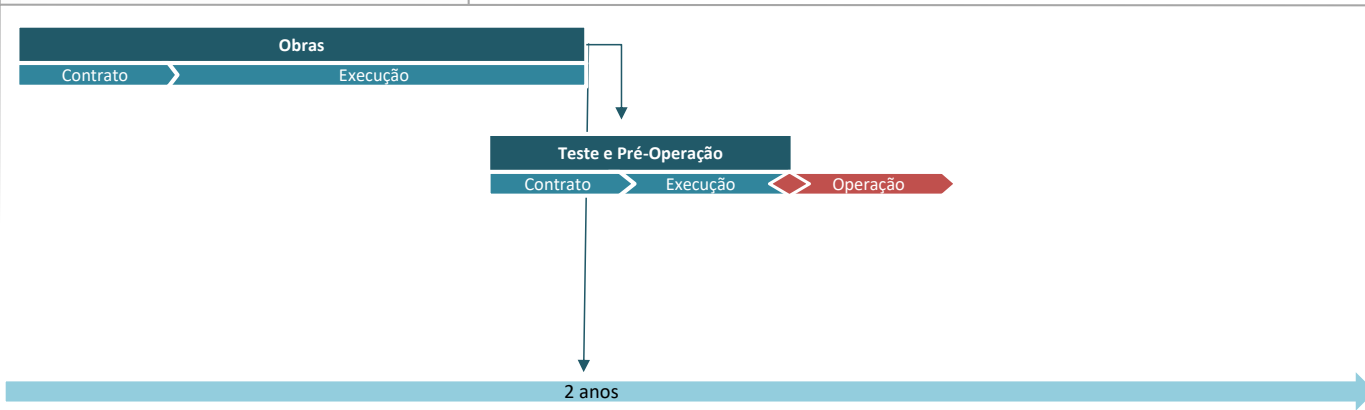 Obras
Contrato Execução
Teste e Pré-Operação
Contrato Execução Operação
2 anos